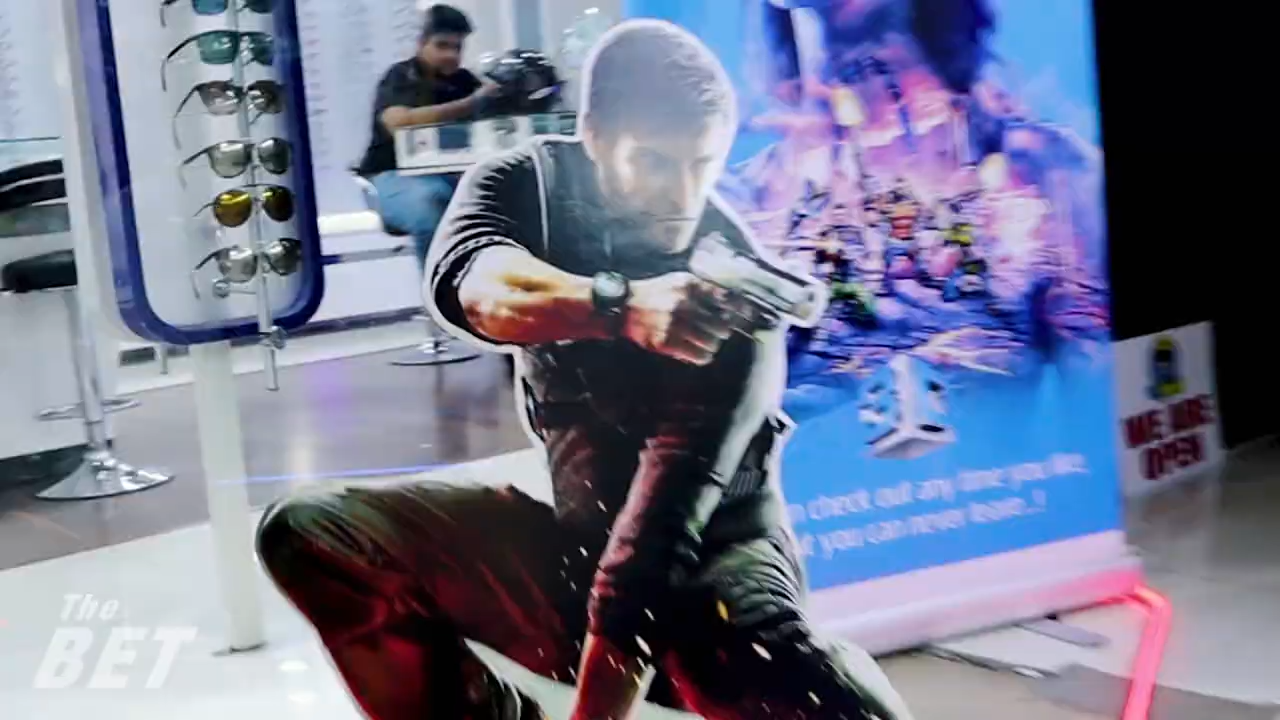 check out any time you like,
you can never leave..!
WE ARE
OPEN
The
BET